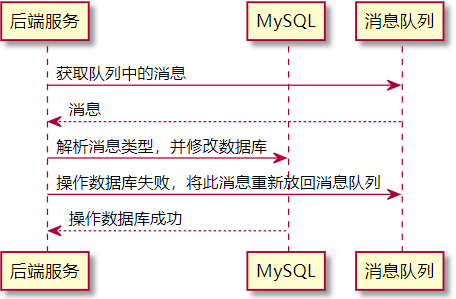 后端服务 MySQL 消息队列
获取队列中的消息
消息
解析消息类型，并修改数据库
操作数据库失败，将此消息重新放回消息队列
操作数据库成功
后端服务 MySQL 消息队列